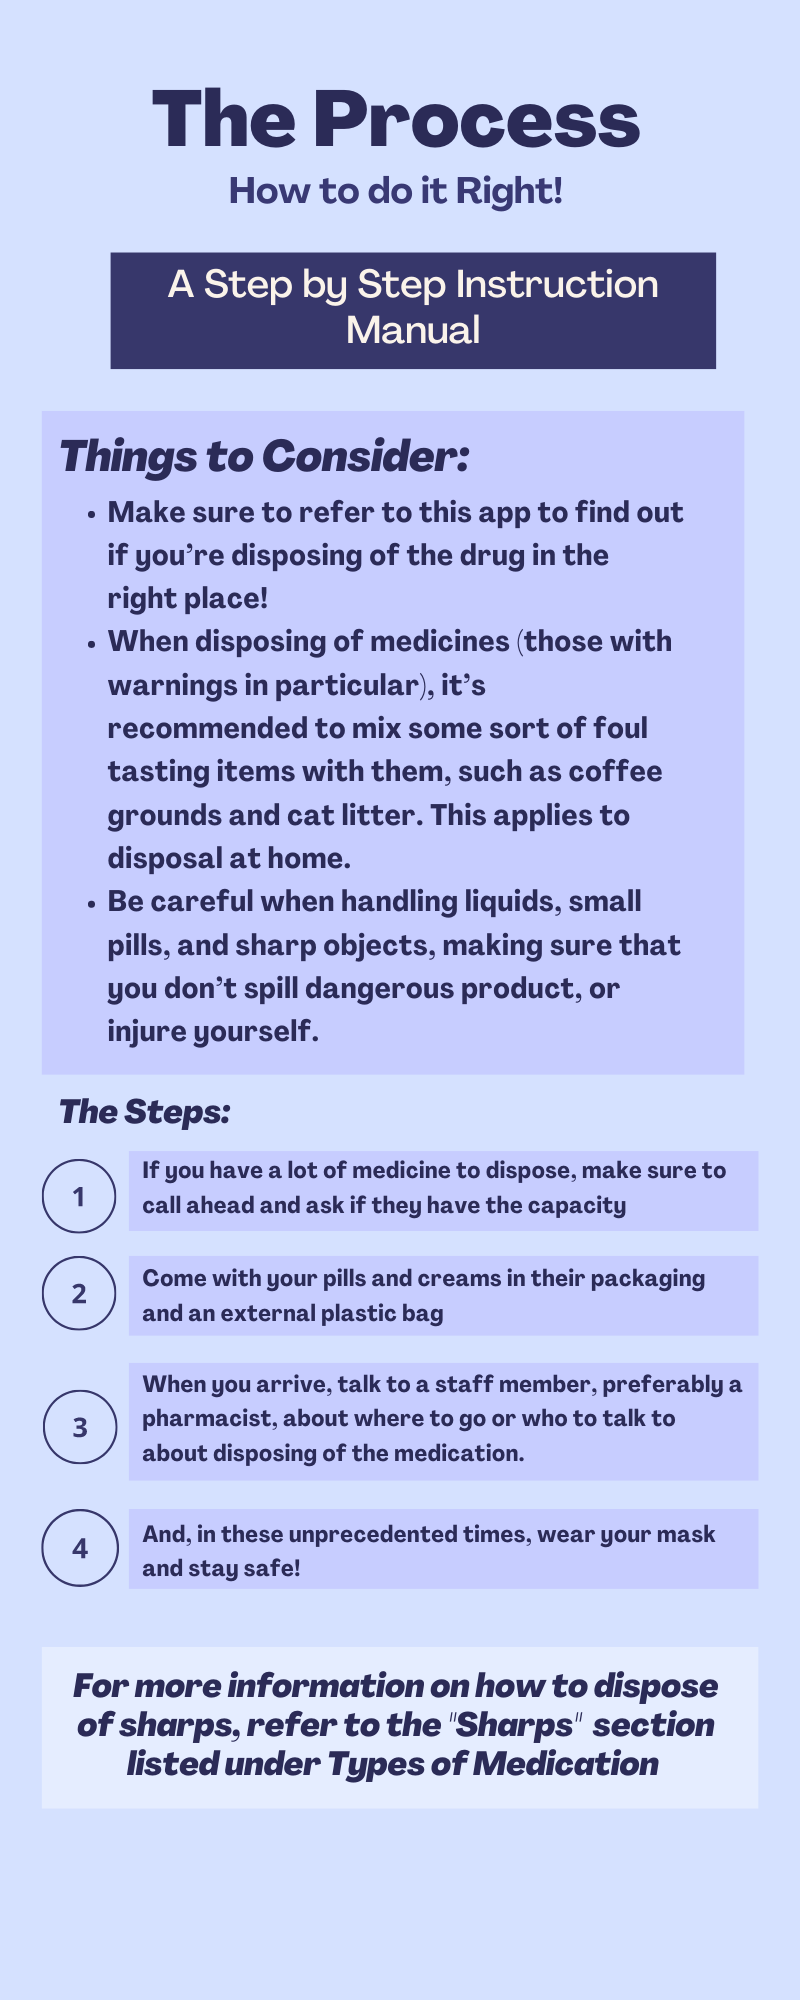 The Process
How to do it Right!
A Step by Step Instruction
Manual
Things to Consider:
• Make sure to refer to this app to find out
if you’re disposing of the drug in the
right place!
• When disposing of medicines (those with
warnings in particular), it’s
recommended to mix some sort of foul
tasting items with them, such as coffee
grounds and cat litter. This applies to
disposal at home.
• Be careful when handling liquids, small
pills, and sharp objects, making sure that
you don’t spill dangerous product, or
injure yourself.
The Steps:
1
If you have a lot of medicine to dispose, make sure to
call ahead and ask if they have the capacity
2
Come with your pills and creams in their packaging
and an external plastic bag
3
When you arrive, talk to a staff member, preferably a
pharmacist, about where to go or who to talk to
about disposing of the medication.
4
And, in these unprecedented times, wear your mask
and stay safe!
For more information on how to dispose
of sharps, refer to the "Sharps" section
listed under Types of Medication